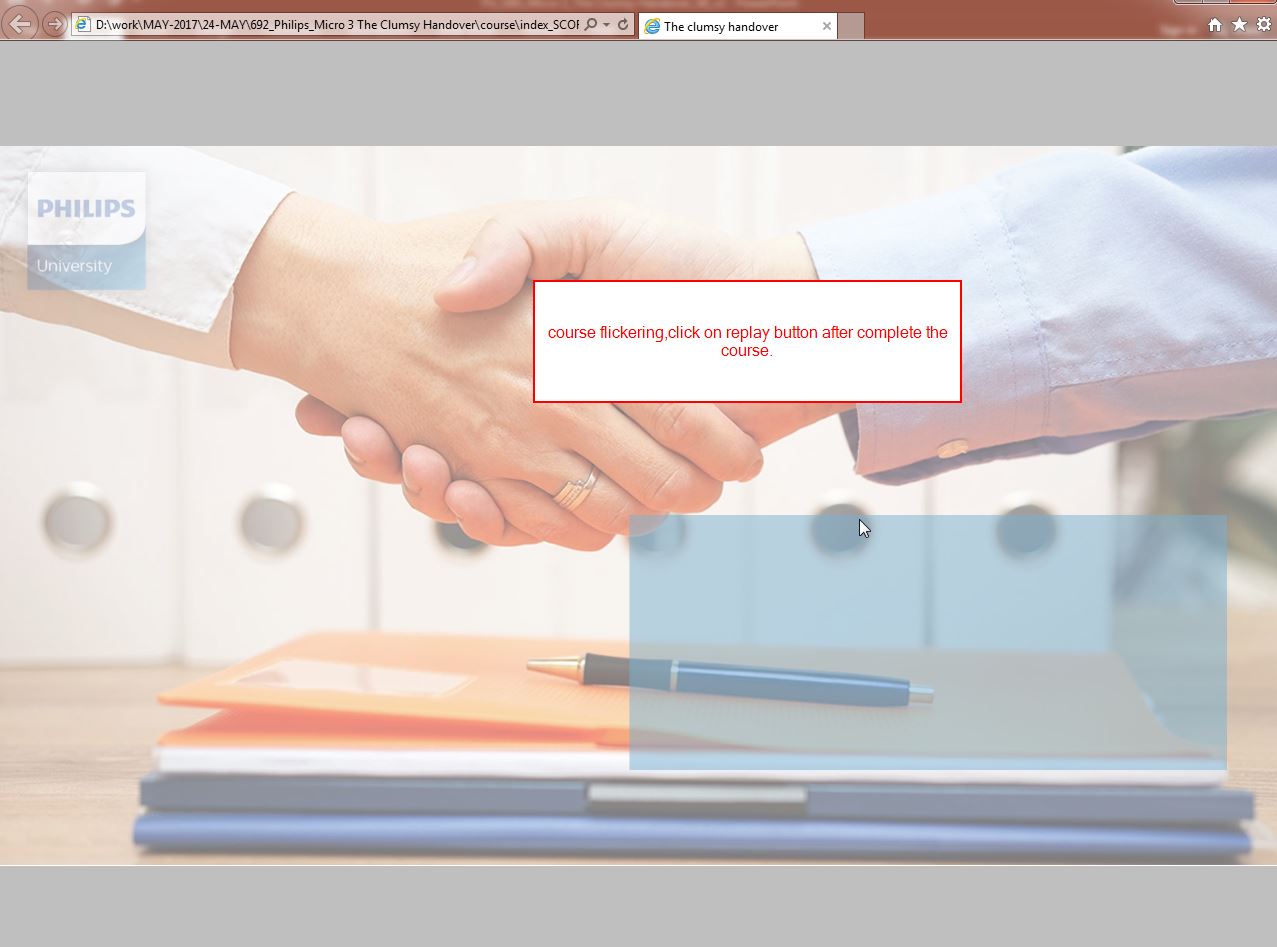 D:\work\MAY-2017\24-MAY\692_Philips_Micro 3 The Clumsy Handover\course\index_SCOF
The clumsy handover
PHILIPS
University
course flickering,click on replay button after complete the
course.